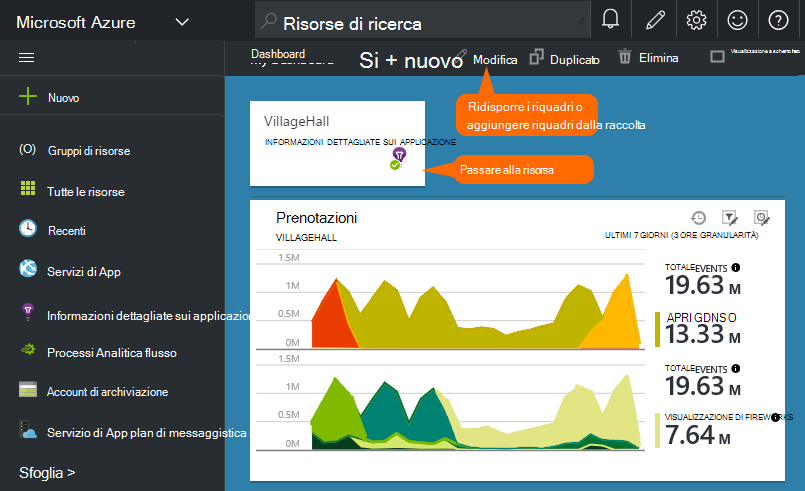 Microsoft Azure
Risorse di ricerca
Nuovo
Gruppi di risorse
Tutte le risorse
Recenti
Servizi di App
Informazioni dettagliate sui applicazion
Processi Analitica flusso
Account di archiviazione
Servizio di App plan di messaggistica
Sfoglia >
Dashboard
Si + nuovo
Modifica
Duplicato
Elimina
Ridisporre i riquadri o
aggiungere riquadri dalla raccolta
VillageHall
INFORMAZIONI DETTAGLIATE SUI APPLICAZIONE
Passare alla risorsa
Prenotazioni
VILLAGEHALL
ULTIMI 7 GIORNI (3 ORE GRANULARITÀ)
1.5M
1M
0.5M
0M
TOTALE EVENTS
19.63 M
APRI GDNS O
13.33 M
1.5M
1M
0.5M
0M
TOTALE EVENTS
19.63 M
VISUALIZZAZIONE DI FIREWORKS
7.64 M